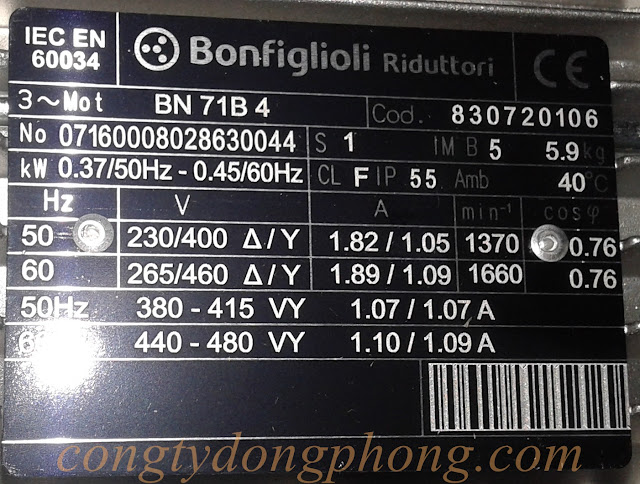 IEC EN
60034
Bonfiglioli Riduttori
CE
3~Mot BN 71B 4 Cod. 830720106
No 07160008028630044 S 1 IM B 5 5.9kg
kW 0.37/50Hz - 0.45/60Hz CL F IP 55 Amb 40°C
Hz V A min-1 cosφ
50 230/400 Δ/Y 1.82 / 1.05 1370 0.76
60 265/460 Δ/Y 1.89 / 1.09 1660 0.76
50Hz 380 - 415 VY 1.07 / 1.07 A
440 - 480 VY 1.10 / 1.09 A
congtydongphong.com